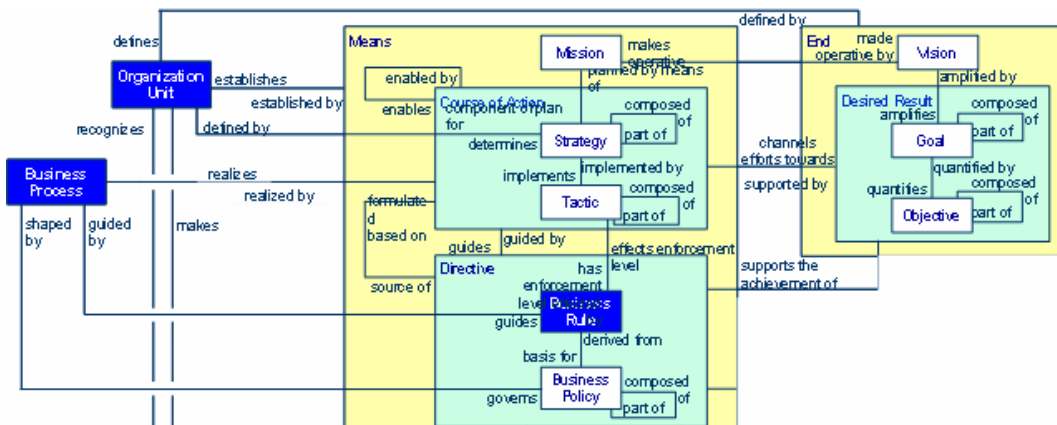 defined by
Means
End
defines
Mission
makes
operative
made
operative by
Vision
planned by means
of
Organization
Unit
establishes
established by
enabled by
enables
amplified by
Course of Action
component of plan
for
composed
of
part of
Desired Result
amplifies
composed
of
part of
recognizes
defined by
determines
Strategy
Goal
channels
efforts towards
supported by
implemented by
implements
quantified by
quantifies
Business
Process
realizes
realized by
Tactic
composed
of
part of
Objective
composed
of
part of
shaped
by
guided
by
makes
formulate
d
based on
source of
guides
guided by
effects enforcement
level
supports the
achievement of
Directive
has
enforcement
Business
Rule
guides
derived from
basis for
Business
Policy
governs
composed
of
part of